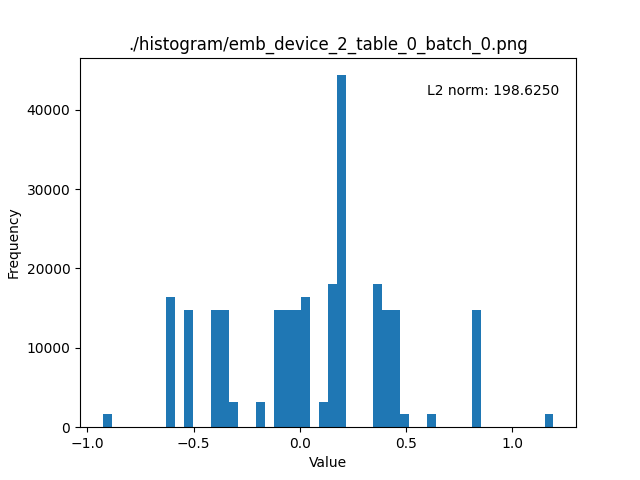 ./histogram/emb_device_2_table_0_batch_0.png
L2 norm: 198.6250
40000
30000
20000
10000
0
Frequency
−1.0 −0.5 0.0 0.5 1.0
Value